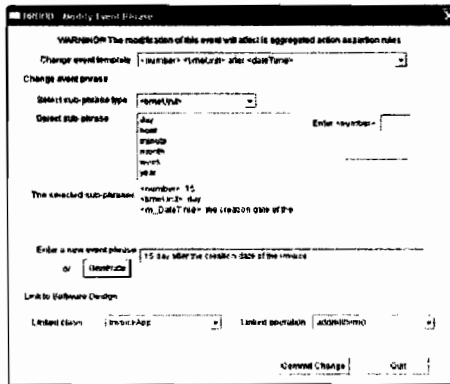 Modify Event Phrase
WARNING!! The modification of this event will affect is aggregated action assertion rules
Change event template <number> <timeUnit> after <dateTime>
Change event phrase
Select sub-phrase type <timeUnit>
Select sub-phrase
day
hour
minute
month
week
year
Enter <number>
The selected sub-phrases
<number> 15
<timeUnit> day
<m_DateTime> the creation date of the
Enter a new event phrase 15 day after the creation date of the invoice
or Generate
Link to Software Design
Linked class InvoiceApp Linked operation
Commit Change Quit